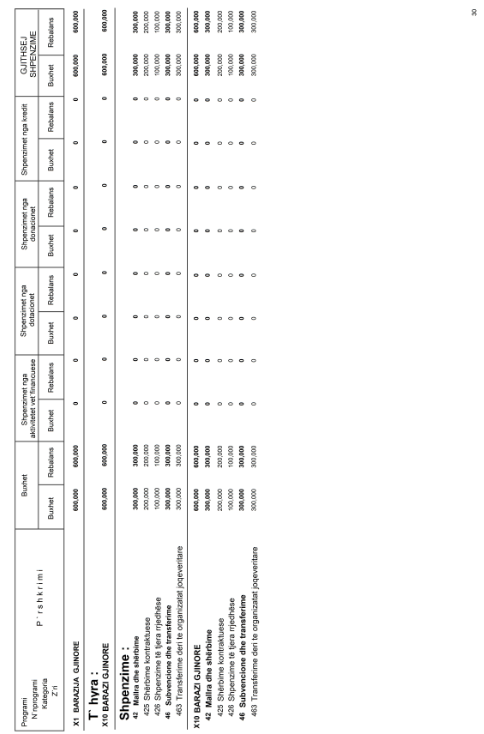 Programi
N`nprogrami
Kategoria
Z`ri
P ` r s h k r i m i
Buxhet
Shpenzimet nga aktivitetet vet`financuese
Shpenzimet nga dotacionet
Shpenzimet nga donacionet
Shpenzimet nga kredit
GJITHSEJ SHPENZIME
Buxhet Rebalans Buxhet Rebalans Buxhet Rebalans Buxhet Rebalans Buxhet Rebalans Buxhet Rebalans
X1 BARAZIJA GJINORE 600,000 600,000 0 0 0 0 0 0 0 0 600,000 600,000
T` hyra :
X10 BARAZI GJINORE 600,000 600,000 0 0 0 0 0 0 0 0 600,000 600,000
Shpenzime :
42 Mallra dhe shërbime 300,000 300,000 0 0 0 0 0 0 0 0 300,000 300,000
425 Shërbime kontraktuese 200,000 200,000 0 0 0 0 0 0 0 0 200,000 200,000
426 Shpenzime të tjera rrjedhëse 100,000 100,000 0 0 0 0 0 0 0 0 100,000 100,000
46 Subvencione dhe transferime 300,000 300,000 0 0 0 0 0 0 0 0 300,000 300,000
463 Transferime deri te organizatat joqeveritare 300,000 300,000 0 0 0 0 0 0 0 0 300,000 300,000
X10 BARAZI GJINORE 600,000 600,000 0 0 0 0 0 0 0 0 600,000 600,000
42 Mallra dhe shërbime 300,000 300,000 0 0 0 0 0 0 0 0 300,000 300,000
425 Shërbime kontraktuese 200,000 200,000 0 0 0 0 0 0 0 0 200,000 200,000
426 Shpenzime të tjera rrjedhëse 100,000 100,000 0 0 0 0 0 0 0 0 100,000 100,000
46 Subvencione dhe transferime 300,000 300,000 0 0 0 0 0 0 0 0 300,000 300,000
463 Transferime deri te organizatat joqeveritare 300,000 300,000 0 0 0 0 0 0 0 0 300,000 300,000
30